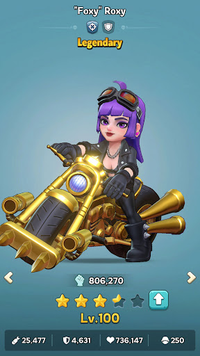 "Foxy" Roxy
Legendary
806,270
Lv.100
25,477 4,631 736,147 250